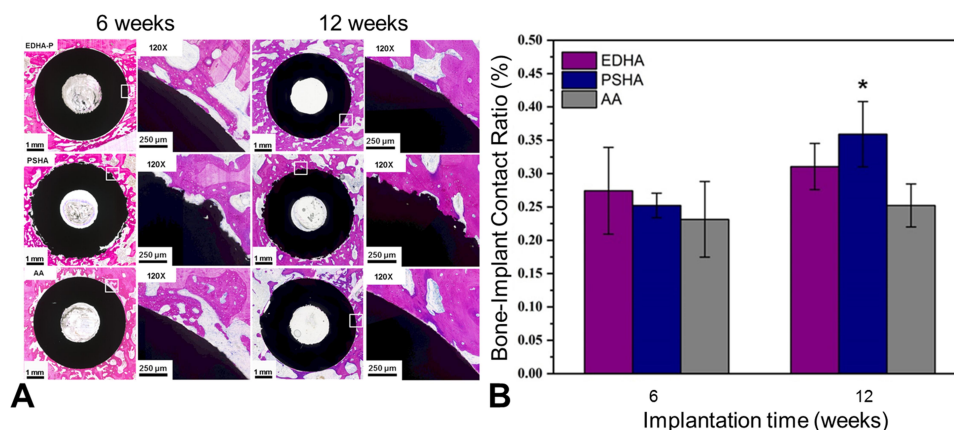 6 weeks
12 weeks
EDHA-P
120X
120X
1 mm
250 μm
1 mm
250 μm
PSHA
120X
120X
1 mm
250 μm
1 mm
250 μm
AA
120X
120X
1 mm
250 μm
1 mm
250 μm
A
Bone-Implant Contact Ratio (%)
0.50
0.45
0.40
0.35
0.30
0.25
0.20
0.15
0.10
0.05
0.00
EDHA
PSHA
AA
*
6
12
Implantation time (weeks)
B